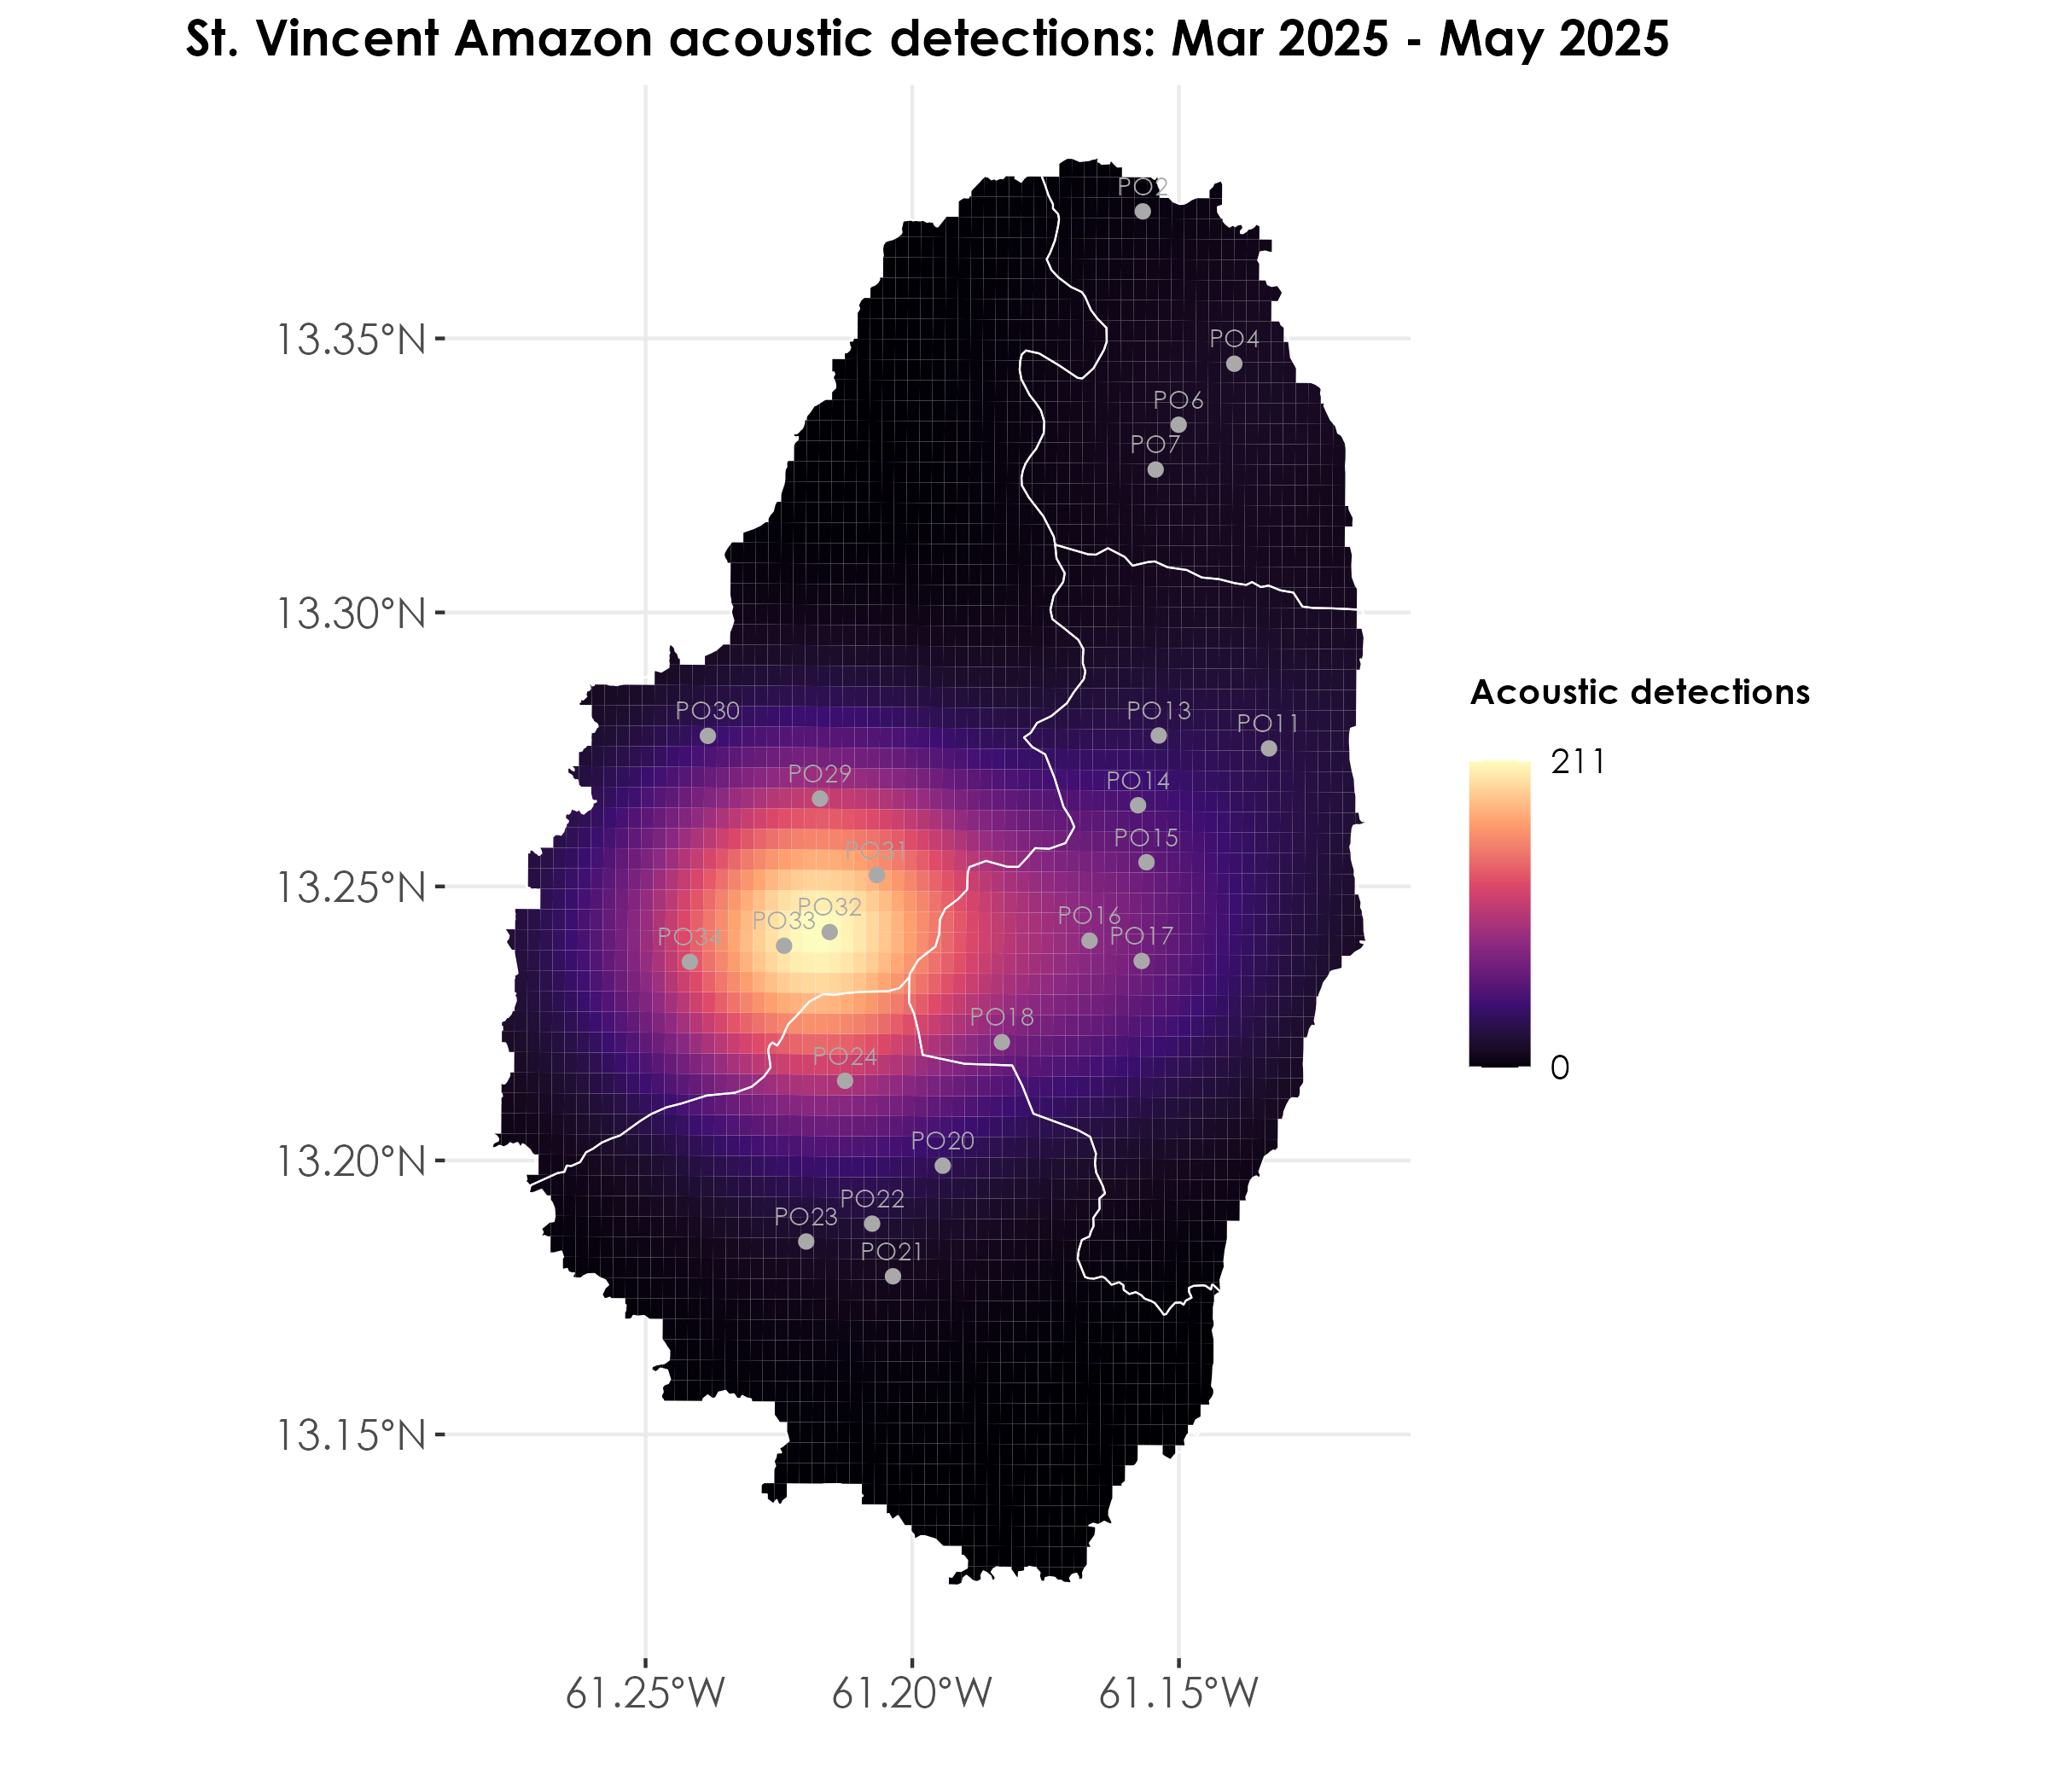 St. Vincent Amazon acoustic detections: Mar 2025 - May 2025
PO2
13.35°N
PO4
PO6
PO7
13.30°N
Acoustic detections
PO30
PO13
PO11
211
PO29
PO14
PO15
PO31
13.25°N
PO32
PO33
PO16
PO34
PO17
PO18
PO24
0
13.20°N
PO20
PO22
PO23
PO21
13.15°N
61.25°W
61.20°W
61.15°W